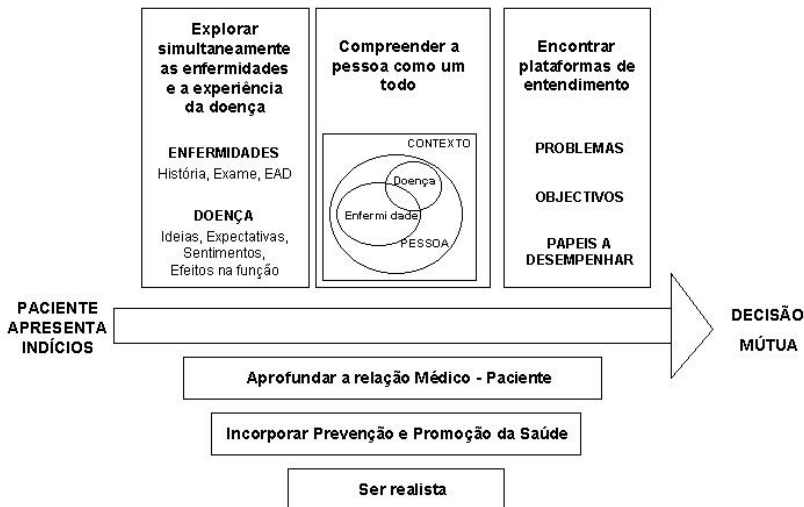 Explorar
simultaneamente
as enfermidades
e a experiência
da doença
ENFERMIDADES
História, Exame, EAD
DOENÇA
Ideias, Expectativas,
Sentimentos,
Efeitos na função
Compreender a
pessoa como um
todo
CONTEXTO
Doença
Enfermidade
PESSOA
Encontrar
plataformas de
entendimento
PROBLEMAS
OBJECTIVOS
PAPEIS A
DESEMPENHAR
PACIENTE
APRESENTA
INDÍCIOS
DECISÃO
MÚTUA
Aprofundar a relação Médico - Paciente
Incorporar Prevenção e Promoção da Saúde
Ser realista